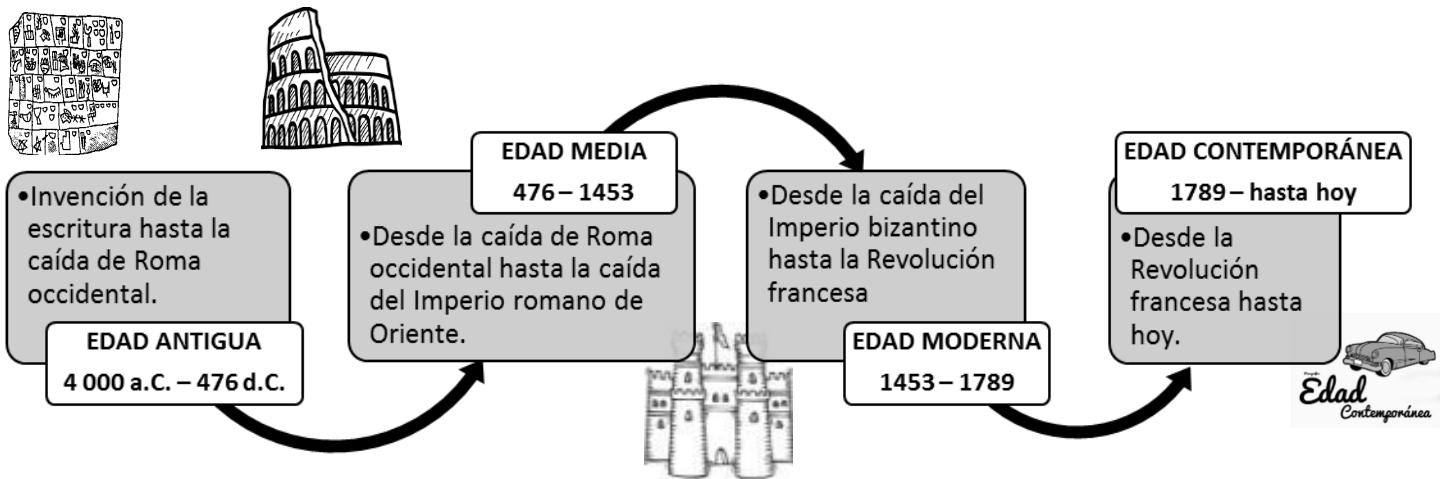 •Invención de la
escritura hasta la
caída de Roma
occidental.
EDAD ANTIGUA
4 000 a.C. – 476 d.C.
EDAD MEDIA
476 – 1453
•Desde la caída de Roma
occidental hasta la caída
del Imperio romano de
Oriente.
•Desde la caída del
Imperio bizantino
hasta la Revolución
francesa
EDAD MODERNA
1453 – 1789
EDAD CONTEMPORÁNEA
1789 – hasta hoy
•Desde la
Revolución
francesa hasta
hoy.
Edad
Contemporánea